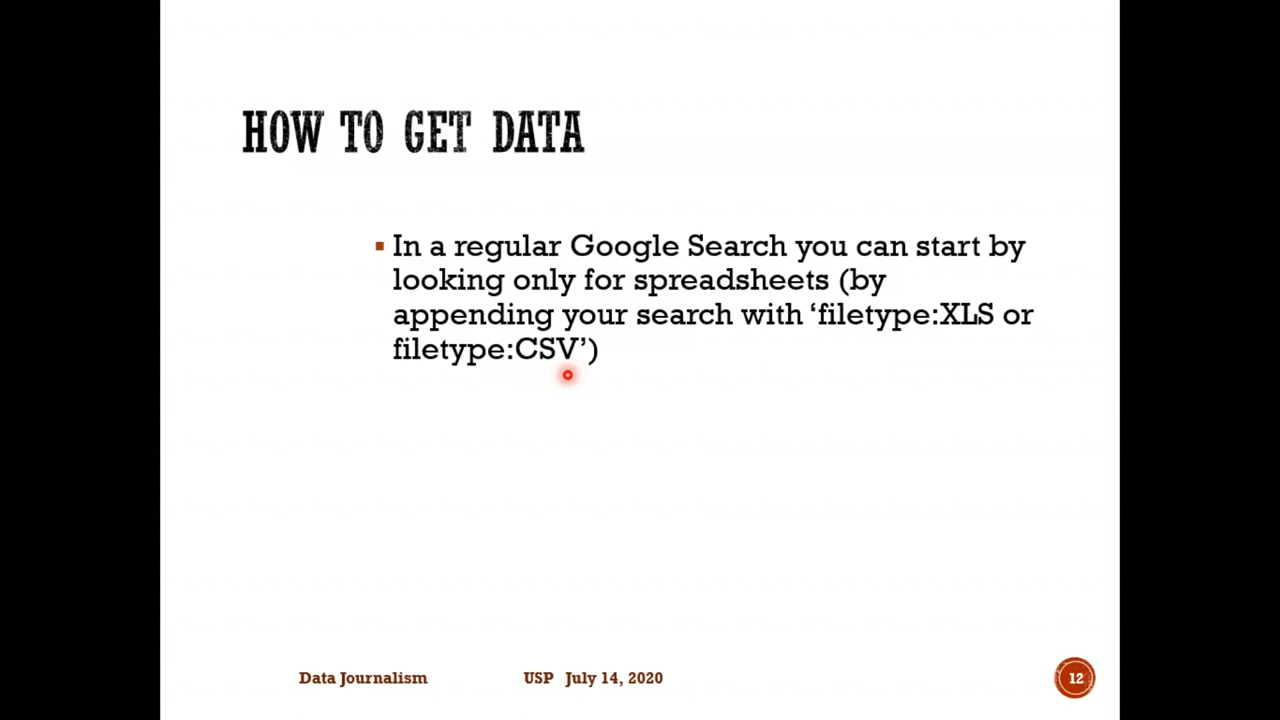 HOW TO GET DATA
In a regular Google Search you can start by
looking only for spreadsheets (by
appending your search with ‘filetype:XLS or
filetype:CSV’)
Data Journalism USP July 14, 2020 12